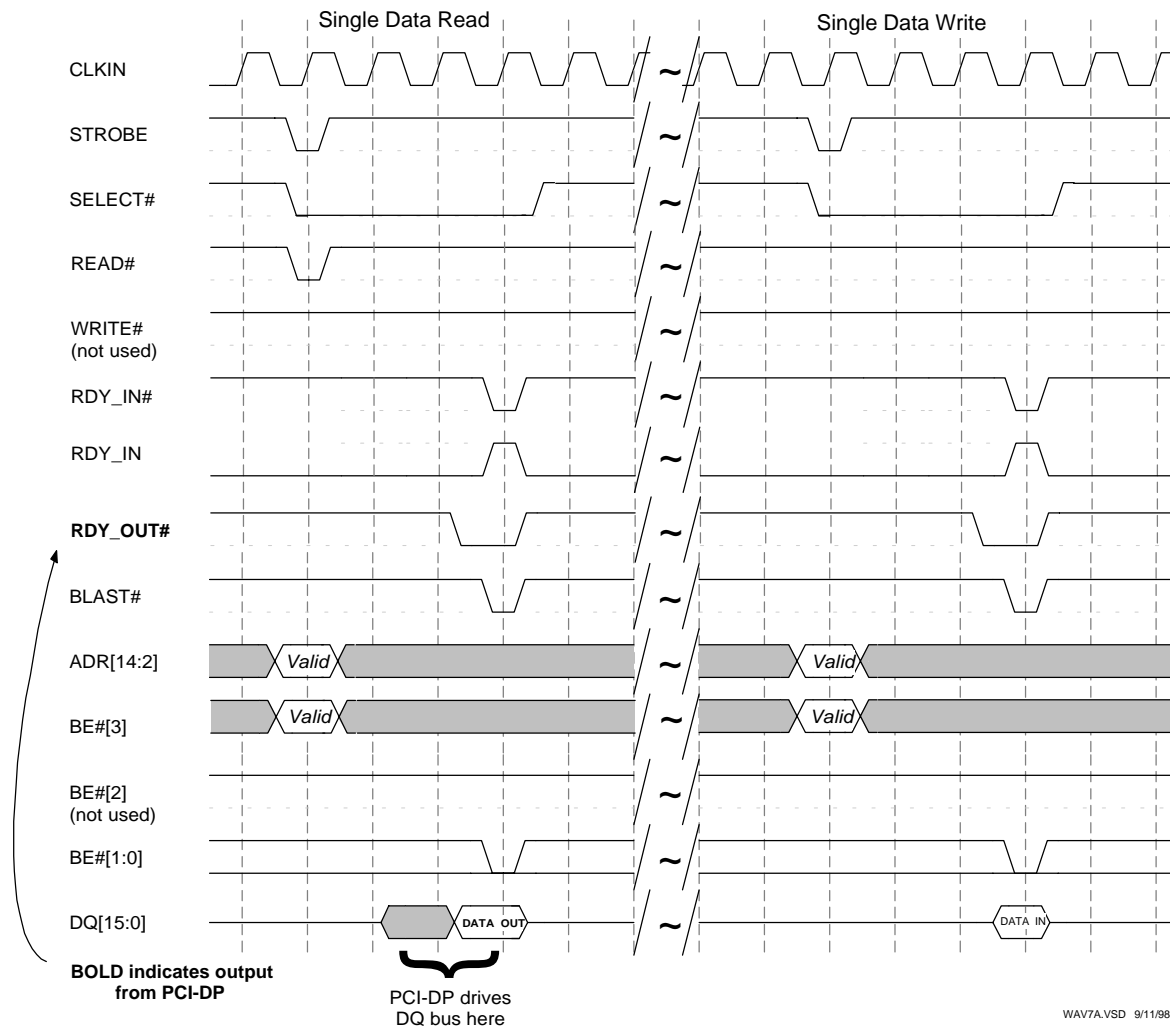 Single Data Read
Single Data Write
CLKIN
~
STROBE
~
SELECT#
~
READ#
~
WRITE#
(not used)
~
RDY_IN#
~
RDY_IN
~
RDY_OUT#
~
BLAST#
~
ADR[14:2]
Valid
~
Valid
BE#[3]
Valid
~
Valid
BE#[2]
(not used)
~
BE#[1:0]
~
DQ[15:0]
DATA OUT
~
DATA IN
BOLD indicates output
from PCI-DP
PCI-DP drives
DQ bus here
WAV7A.VSD 9/11/98